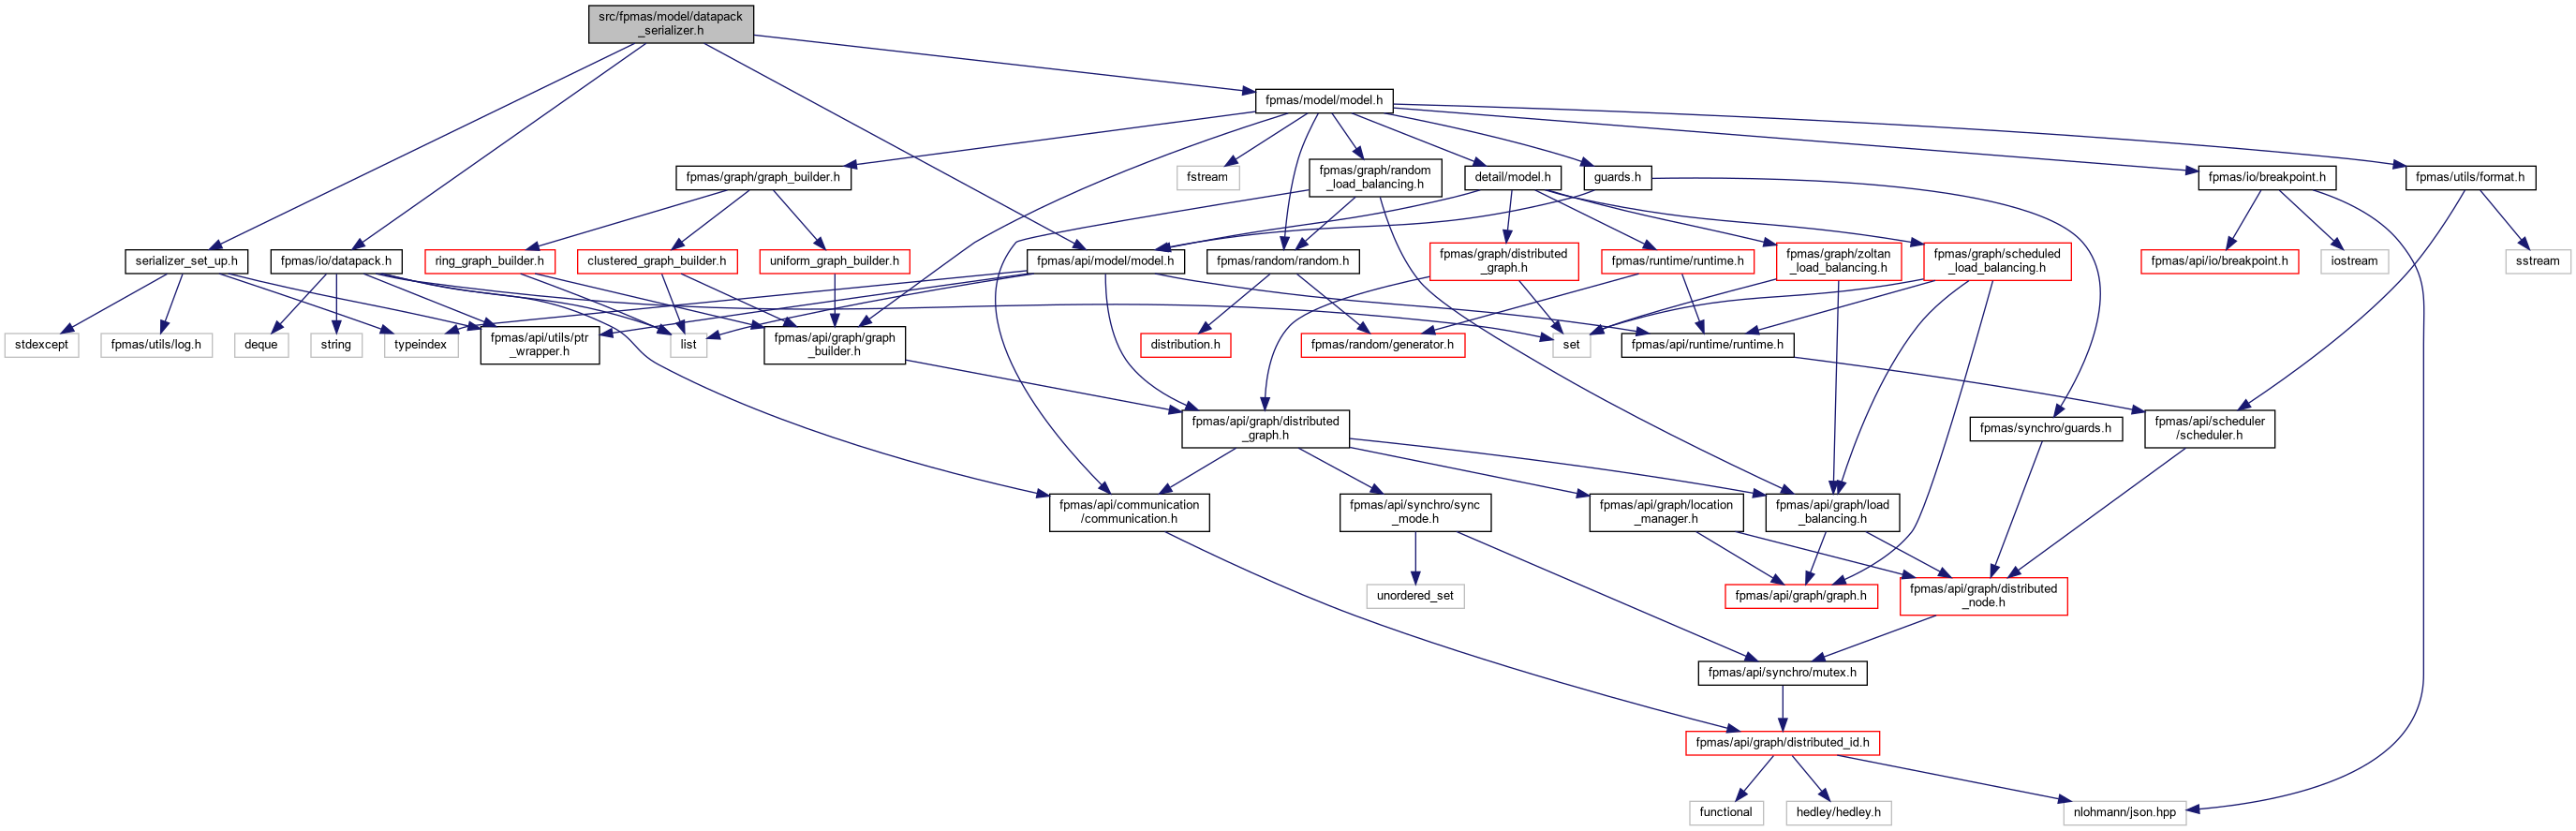 src/fpmas/model/datapack
_serializer.h
fpmas/model/model.h
fpmas/graph/graph_builder.h
fstream
fpmas/graph/random
_load_balancing.h
detail/model.h
guards.h
fpmas/io/breakpoint.h
fpmas/utils/format.h
serializer_set_up.h
fpmas/io/datapack.h
ring_graph_builder.h
clustered_graph_builder.h
uniform_graph_builder.h
fpmas/api/model/model.h
fpmas/random/random.h
fpmas/graph/distributed
_graph.h
fpmas/runtime/runtime.h
fpmas/graph/zoltan
_load_balancing.h
fpmas/graph/scheduled
_load_balancing.h
fpmas/api/io/breakpoint.h
iostream
sstream
stdexcept
fpmas/utils/log.h
deque
string
typeindex
fpmas/api/utils/ptr
_wrapper.h
list
fpmas/api/graph/graph
_builder.h
distribution.h
fpmas/random/generator.h
set
fpmas/api/runtime/runtime.h
fpmas/api/graph/distributed
_graph.h
fpmas/synchro/guards.h
fpmas/api/scheduler
/scheduler.h
fpmas/api/communication
/communication.h
fpmas/api/synchro/sync
_mode.h
fpmas/api/graph/location
_manager.h
fpmas/api/graph/load
_balancing.h
unordered_set
fpmas/api/graph/graph.h
fpmas/api/graph/distributed
_node.h
fpmas/api/synchro/mutex.h
fpmas/api/graph/distributed_id.h
functional
hedley/hedley.h
nlohmann/json.hpp